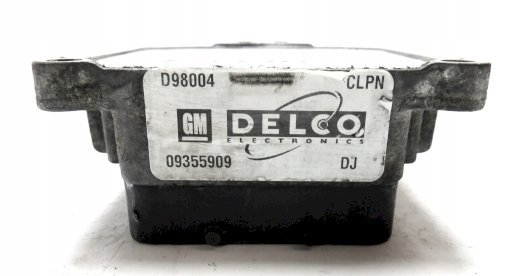 D98004 CLPN
GM DELCO
ELECTRONICS
09355909 DJ